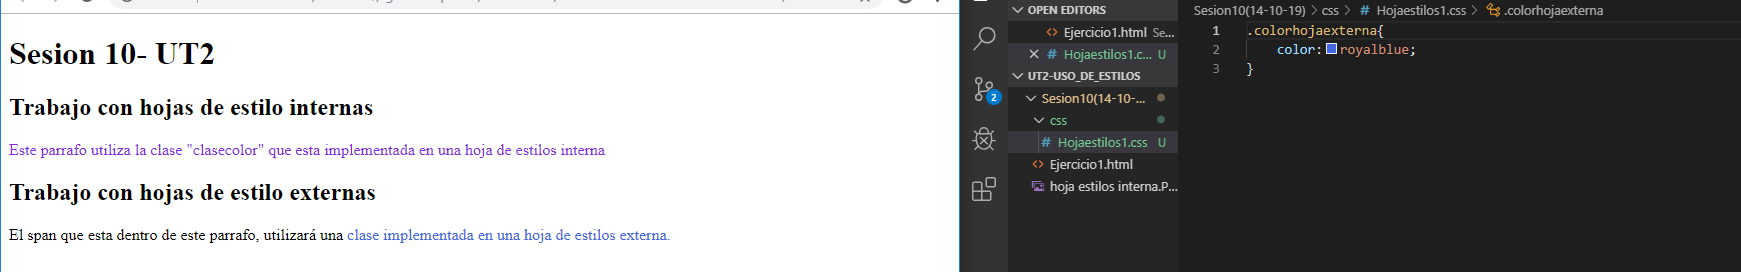 Sesion 10- UT2
Trabajo con hojas de estilo internas
Este parrafo utiliza la clase "clasecolor" que esta implementada en una hoja de estilos interna
Trabajo con hojas de estilo externas
El span que esta dentro de este parrafo, utilizará una clase implementada en una hoja de estilos externa.
2
OPEN EDITORS
<> Ejercicio1.html Se...
# Hojaestilos1.c... U
UT2-USO_DE_ESTILOS
Sesion10(14-10-...
css
# Hojaestilos1.css U
<> Ejercicio1.html
hoja estilos interna.P...
Sesion10(14-10-19) > css > # Hojaestilos1.css > .colorhojaexterna
1 .colorhojaexterna{
2 color: royalblue;
3 }